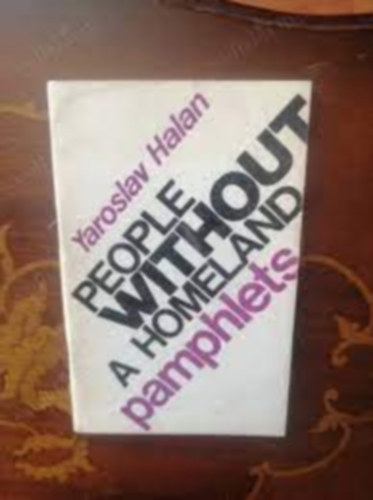 Yaroslav Halan
PEOPLE
WITHOUT
A HOMELAND
pamphlets